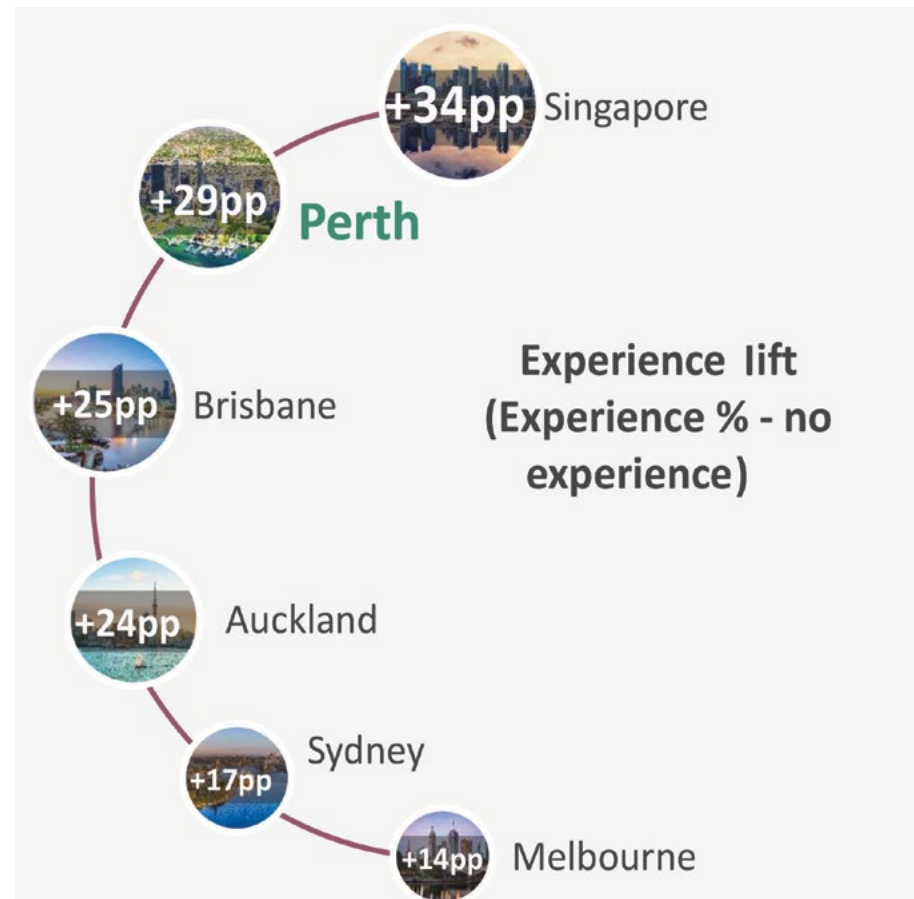 +34pp Singapore
+29pp
Perth
+25pp Brisbane
Experience lift
(Experience % - no
experience)
+24pp Auckland
Sydney
+17pp
+14pp Melbourne